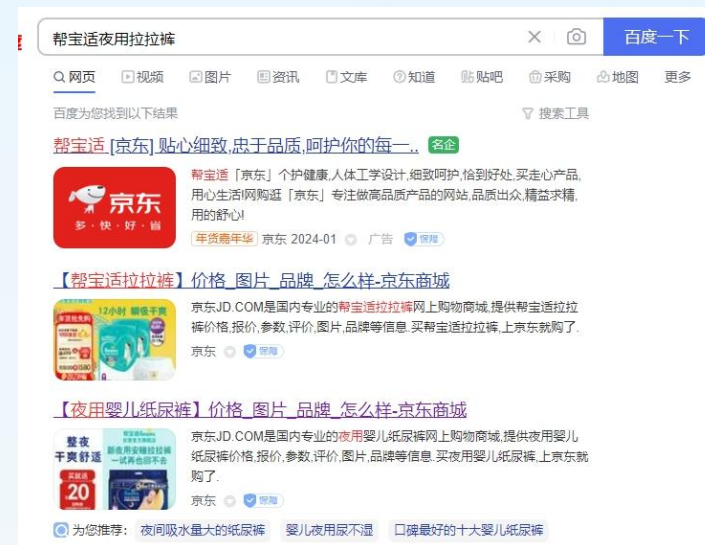 帮宝适夜用拉拉裤
百度一下
网页 视频 图片 资讯 文库 知道 贴吧 采购 地图 更多
百度为您找到以下结果
搜索工具
帮宝适 [京东] 贴心细致,忠于品质,呵护你的每一.. 名企
京东
多·快·好·省
帮宝适「京东」个护健康,人体工学设计,细致呵护,恰到好处,买走心产品,
用心生活!网购逛「京东」专注做高品质产品的网站,品质出众,精益求精,
用的舒心!
年货嘉年华 京东 2024-01 广告 保障
【帮宝适拉拉裤】价格_图片_品牌_怎么样-京东商城
12小时 瞬吸干爽
京东JD.COM是国内专业的帮宝适拉拉裤网上购物商城,提供帮宝适拉拉
裤价格,报价,参数,评价,图片,品牌等信息.买帮宝适拉拉裤,上京东就购了.
京东 保障
【夜用婴儿纸尿裤】价格_图片_品牌_怎么样-京东商城
整夜
干爽舒适
买就送
20
一试再也回不去
京东JD.COM是国内专业的夜用婴儿纸尿裤网上购物商城,提供夜用婴儿
纸尿裤价格,报价,参数,评价,图片,品牌等信息.买夜用婴儿纸尿裤,上京东就
购了.
京东 保障
为您推荐: 夜间吸水量大的纸尿裤 婴儿夜用尿不湿 口碑最好的十大婴儿纸尿裤